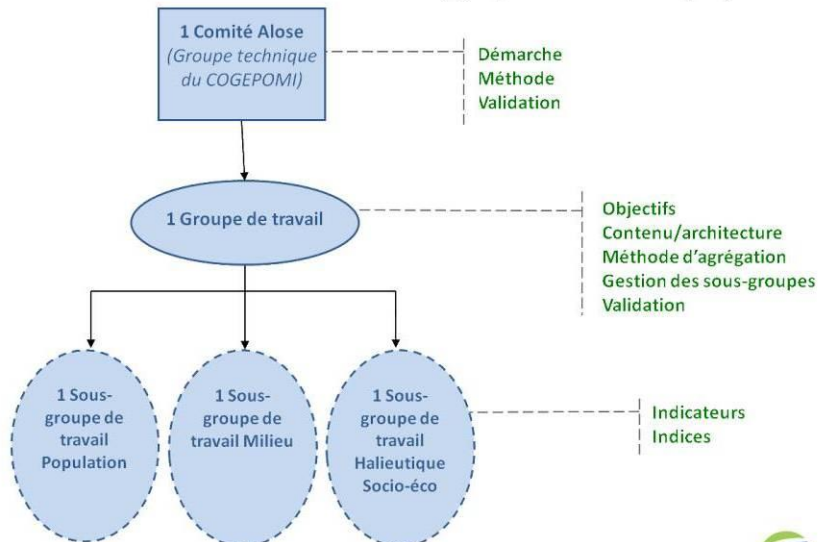 1 Comité Alose
(Groupe technique
du COGEPOMI)
Démarche
Méthode
Validation
1 Groupe de travail
Objectifs
Contenu/architecture
Méthode d'agrégation
Gestion des sous-groupes
Validation
1 Sous-
groupe de
travail
Population
1 Sous-
groupe de
travail Milieu
1 Sous-
groupe de
travail
Halieutique
Socio-éco
Indicateurs
Indices